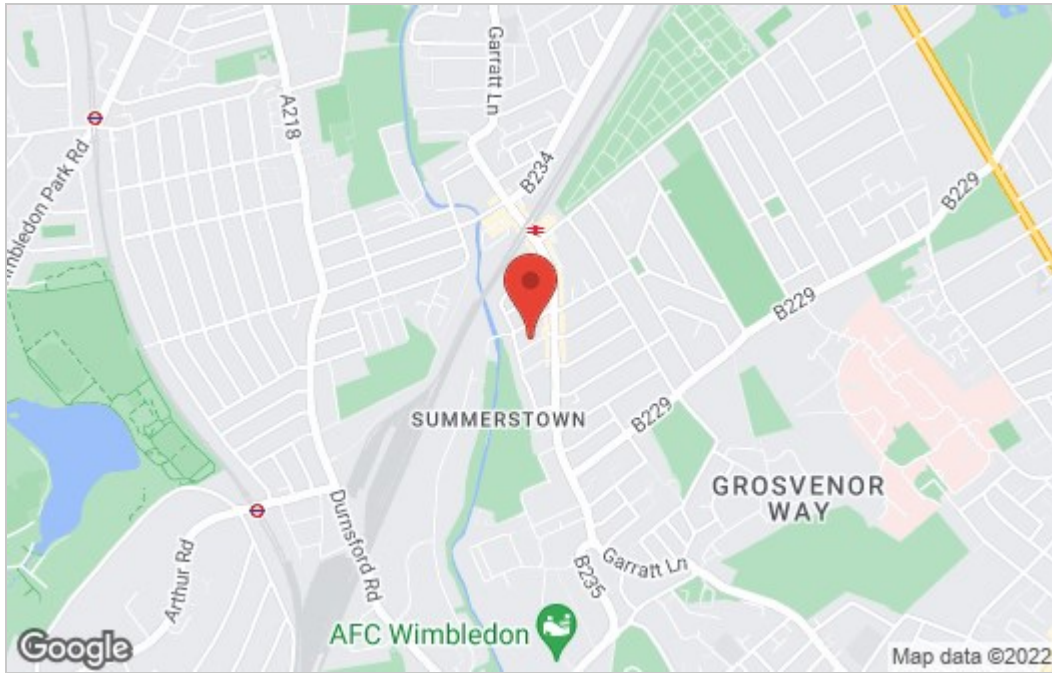 Garratt Ln
A218
B234
mbledon Park Rd
B229
B229
SUMMERSTOWN
B229
GROSVENOR
WAY
Durnsford Rd
Arthur Rd
Garratt Ln
B235
AFC Wimbledon
Google
Map data ©2022